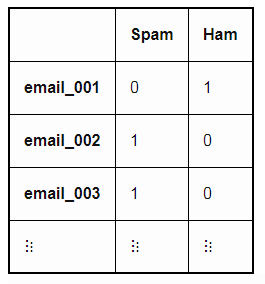 Spam Ham
email_001 0 1
email_002 1 0
email_003 1 0
⋮ ⋮ ⋮